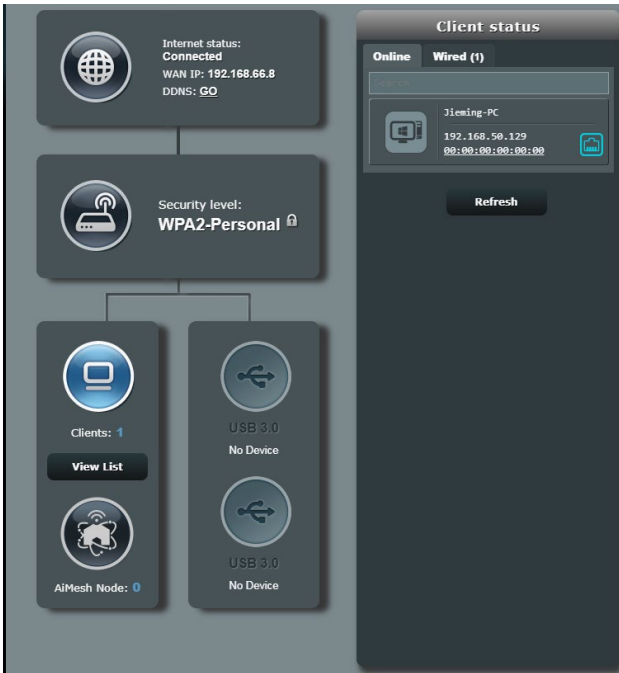 Internet status:
Connected
WAN IP: 192.168.66.8
DDNS: GO
Security level:
WPA2-Personal
Clients: 1
View List
AiMesh Node: 0
USB 3.0
No Device
USB 3.0
No Device
Client status
Online
Wired (1)
Search
Jieming-PC
192.168.50.129
00:00:00:00:00:00
Refresh